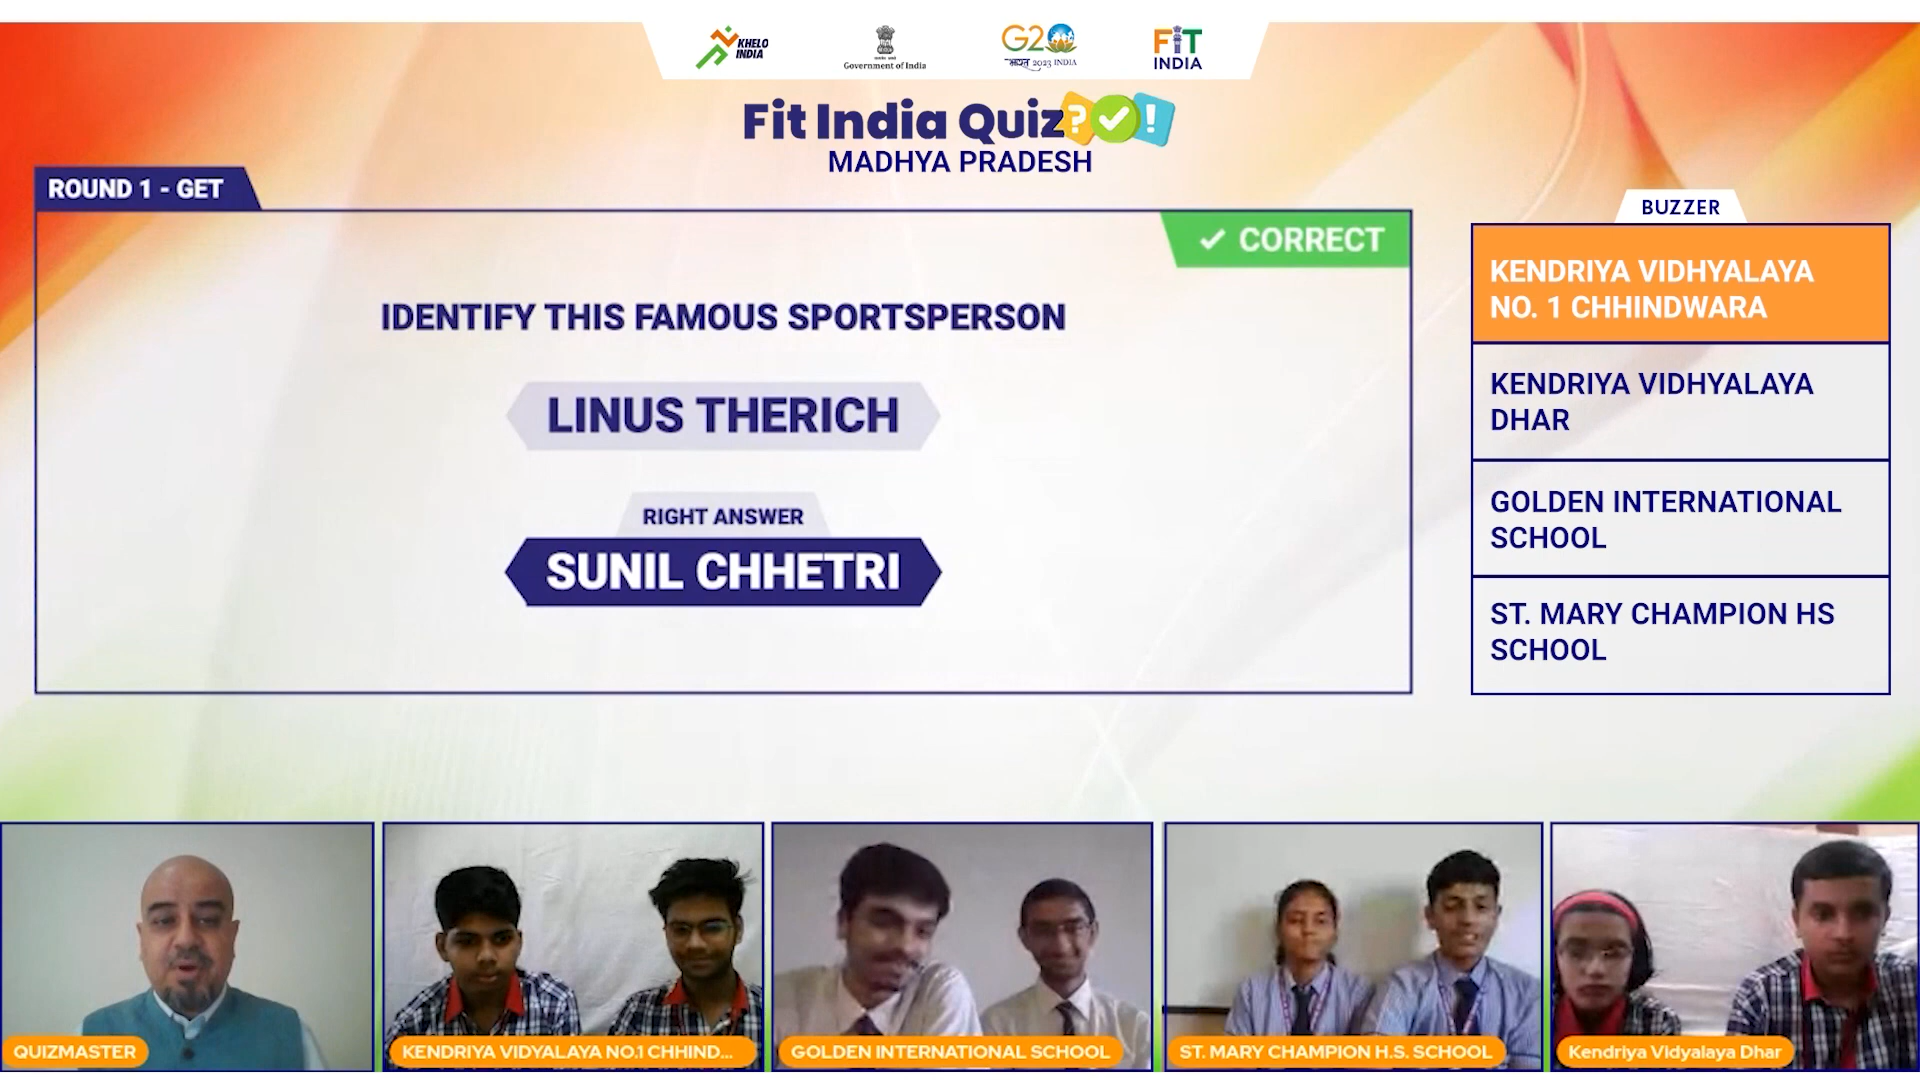 KHELO
INDIA
Government of India
G20
भारत 2023 INDIA
FIT
INDIA
Fit India Quiz?!
MADHYA PRADESH
ROUND 1 - GET
CORRECT
IDENTIFY THIS FAMOUS SPORTSPERSON
LINUS THERICH
RIGHT ANSWER
SUNIL CHHETRI
BUZZER
KENDRIYA VIDHYALAYA
NO. 1 CHHINDWARA
KENDRIYA VIDHYALAYA
DHAR
GOLDEN INTERNATIONAL
SCHOOL
ST. MARY CHAMPION HS
SCHOOL
QUIZMASTER
KENDRIYA VIDYALAYA NO.1 CHHIND...
GOLDEN INTERNATIONAL SCHOOL
ST. MARY CHAMPION H.S. SCHOOL
Kendriya Vidyalaya Dhar